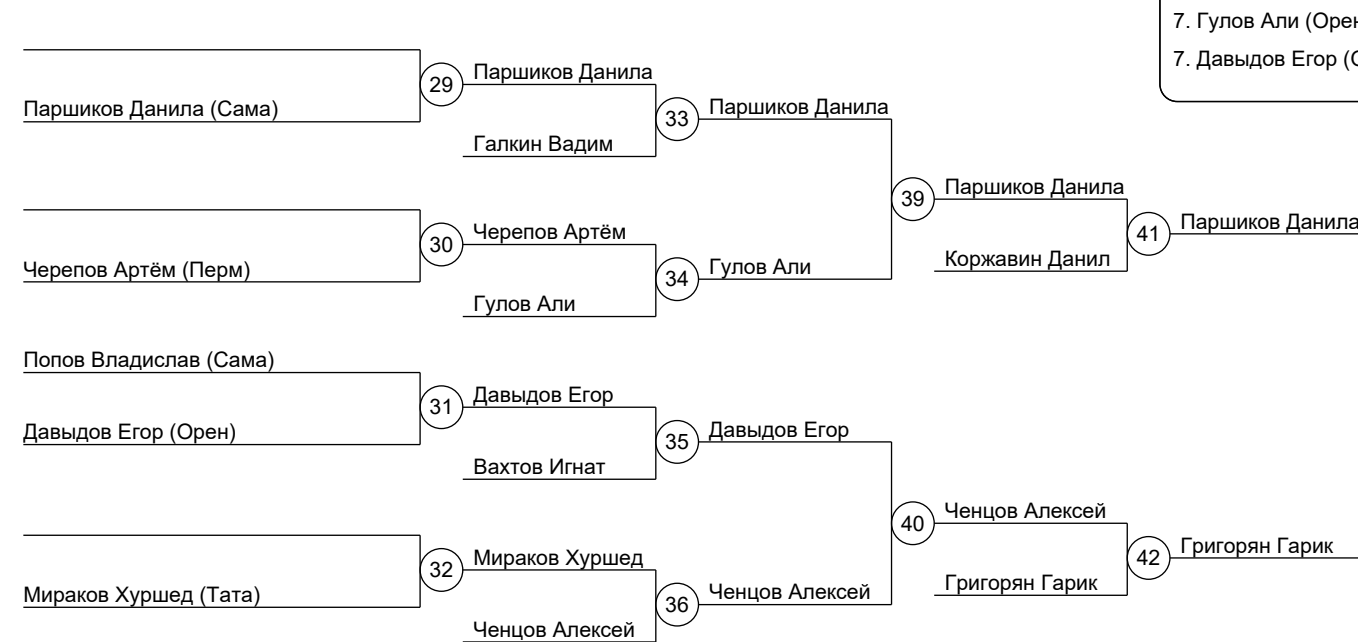 7. Гулов Али (Орен
7. Давыдов Егор (О
29
Паршиков Данила
Паршиков Данила (Сама)
33
Паршиков Данила
Галкин Вадим
39
Паршиков Данила
41
Паршиков Данила
30
Черепов Артём
Черепов Артём (Перм)
34
Гулов Али
Коржавин Данил
Гулов Али
Попов Владислав (Сама)
31
Давыдов Егор
Давыдов Егор (Орен)
35
Давыдов Егор
Вахтов Игнат
40
Ченцов Алексей
42
Григорян Гарик
32
Мираков Хуршед
Мираков Хуршед (Тата)
36
Ченцов Алексей
Григорян Гарик
Ченцов Алексей